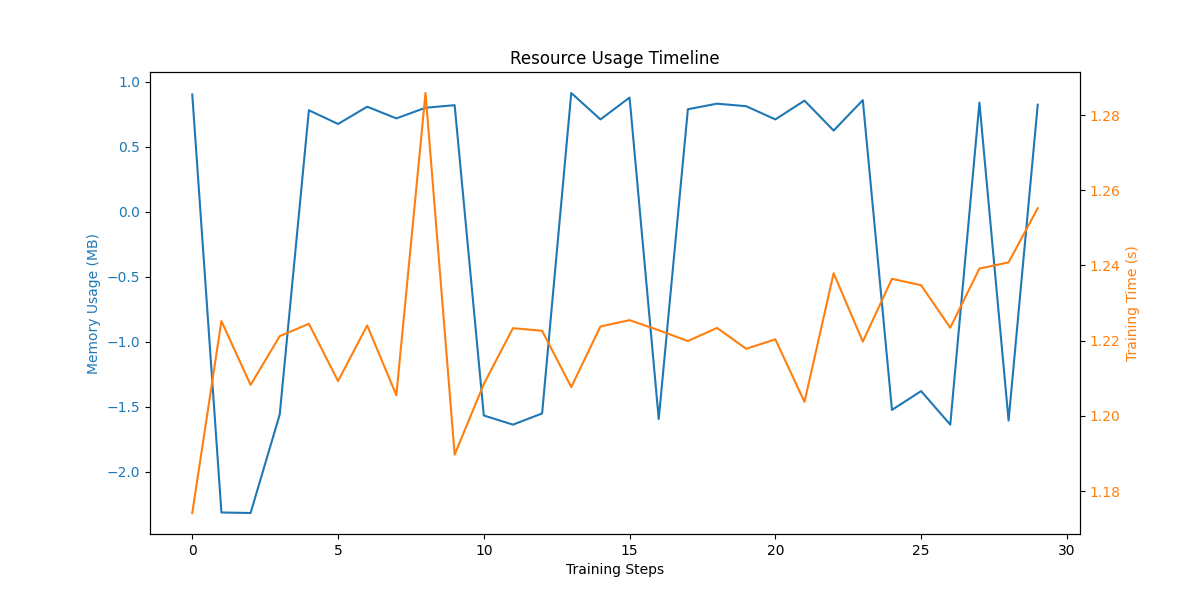 Resource Usage Timeline
1.0
0.5
0.0
−0.5
−1.0
−1.5
−2.0
Memory Usage (MB)
1.28
1.26
1.24
1.22
1.20
1.18
Training Time (s)
0 5 10 15 20 25 30
Training Steps